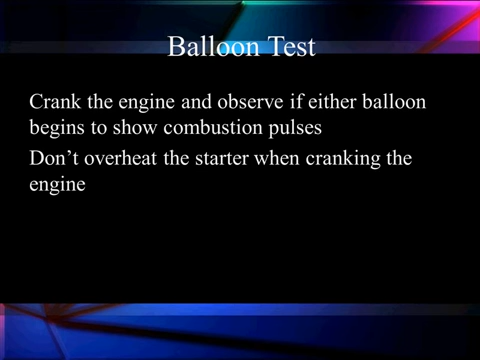 Balloon Test
Crank the engine and observe if either balloon
begins to show combustion pulses
Don’t overheat the starter when cranking the
engine